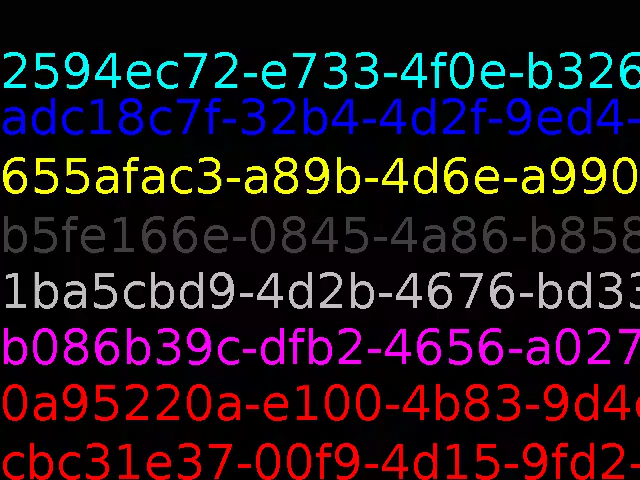 2594ec72-e733-4f0e-b326
adc18c7f-32b4-4d2f-9ed4-
655afac3-a89b-4d6e-a990
b5fe166e-0845-4a86-b858
1ba5cbd9-4d2b-4676-bd33
b086b39c-dfb2-4656-a027
0a95220a-e100-4b83-9d4c
cbc31e37-00f9-4d15-9fd2-